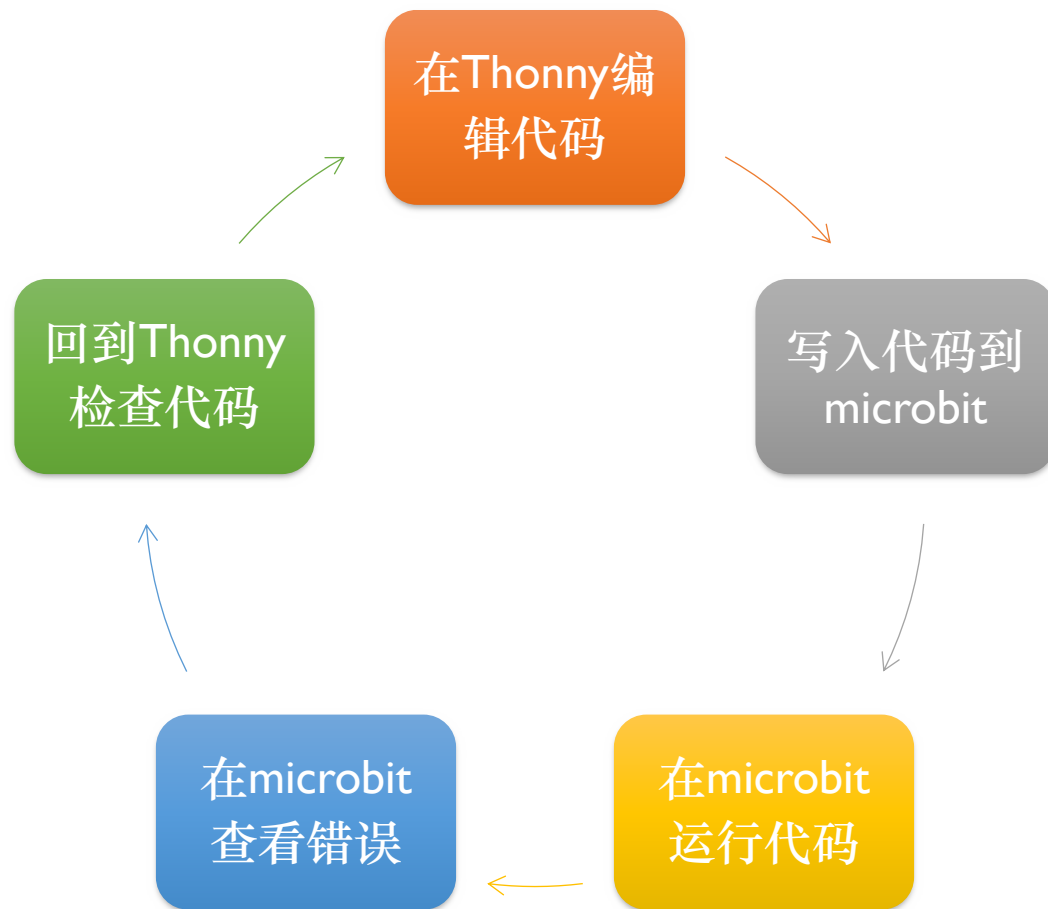 在Thonny编
辑代码
写入代码到
microbit
在microbit
运行代码
在microbit
查看错误
回到Thonny
检查代码